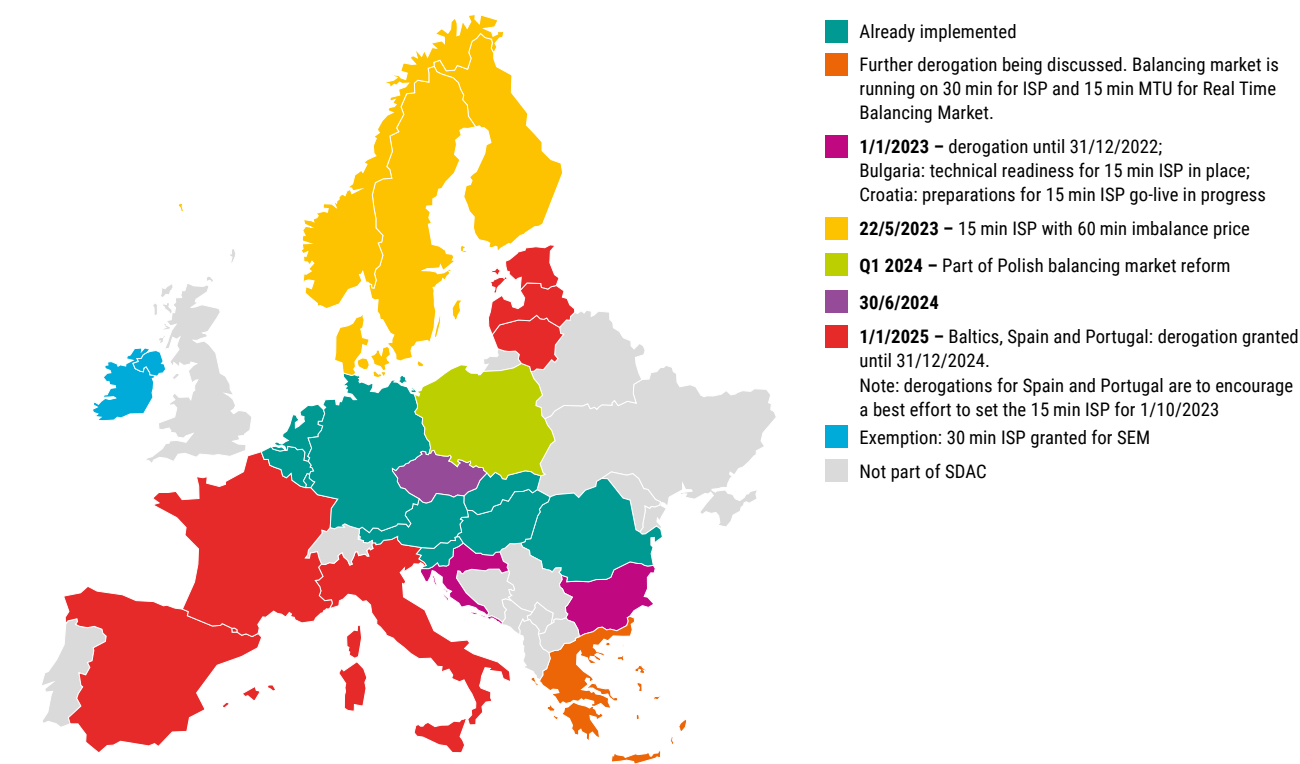 Already implemented
Further derogation being discussed. Balancing market is
running on 30 min for ISP and 15 min MTU for Real Time
Balancing Market.
1/1/2023 – derogation until 31/12/2022;
Bulgaria: technical readiness for 15 min ISP in place;
Croatia: preparations for 15 min ISP go-live in progress
22/5/2023 – 15 min ISP with 60 min imbalance price
Q1 2024 – Part of Polish balancing market reform
30/6/2024
1/1/2025 – Baltics, Spain and Portugal: derogation granted
until 31/12/2024.
Note: derogations for Spain and Portugal are to encourage
a best effort to set the 15 min ISP for 1/10/2023
Exemption: 30 min ISP granted for SEM
Not part of SDAC